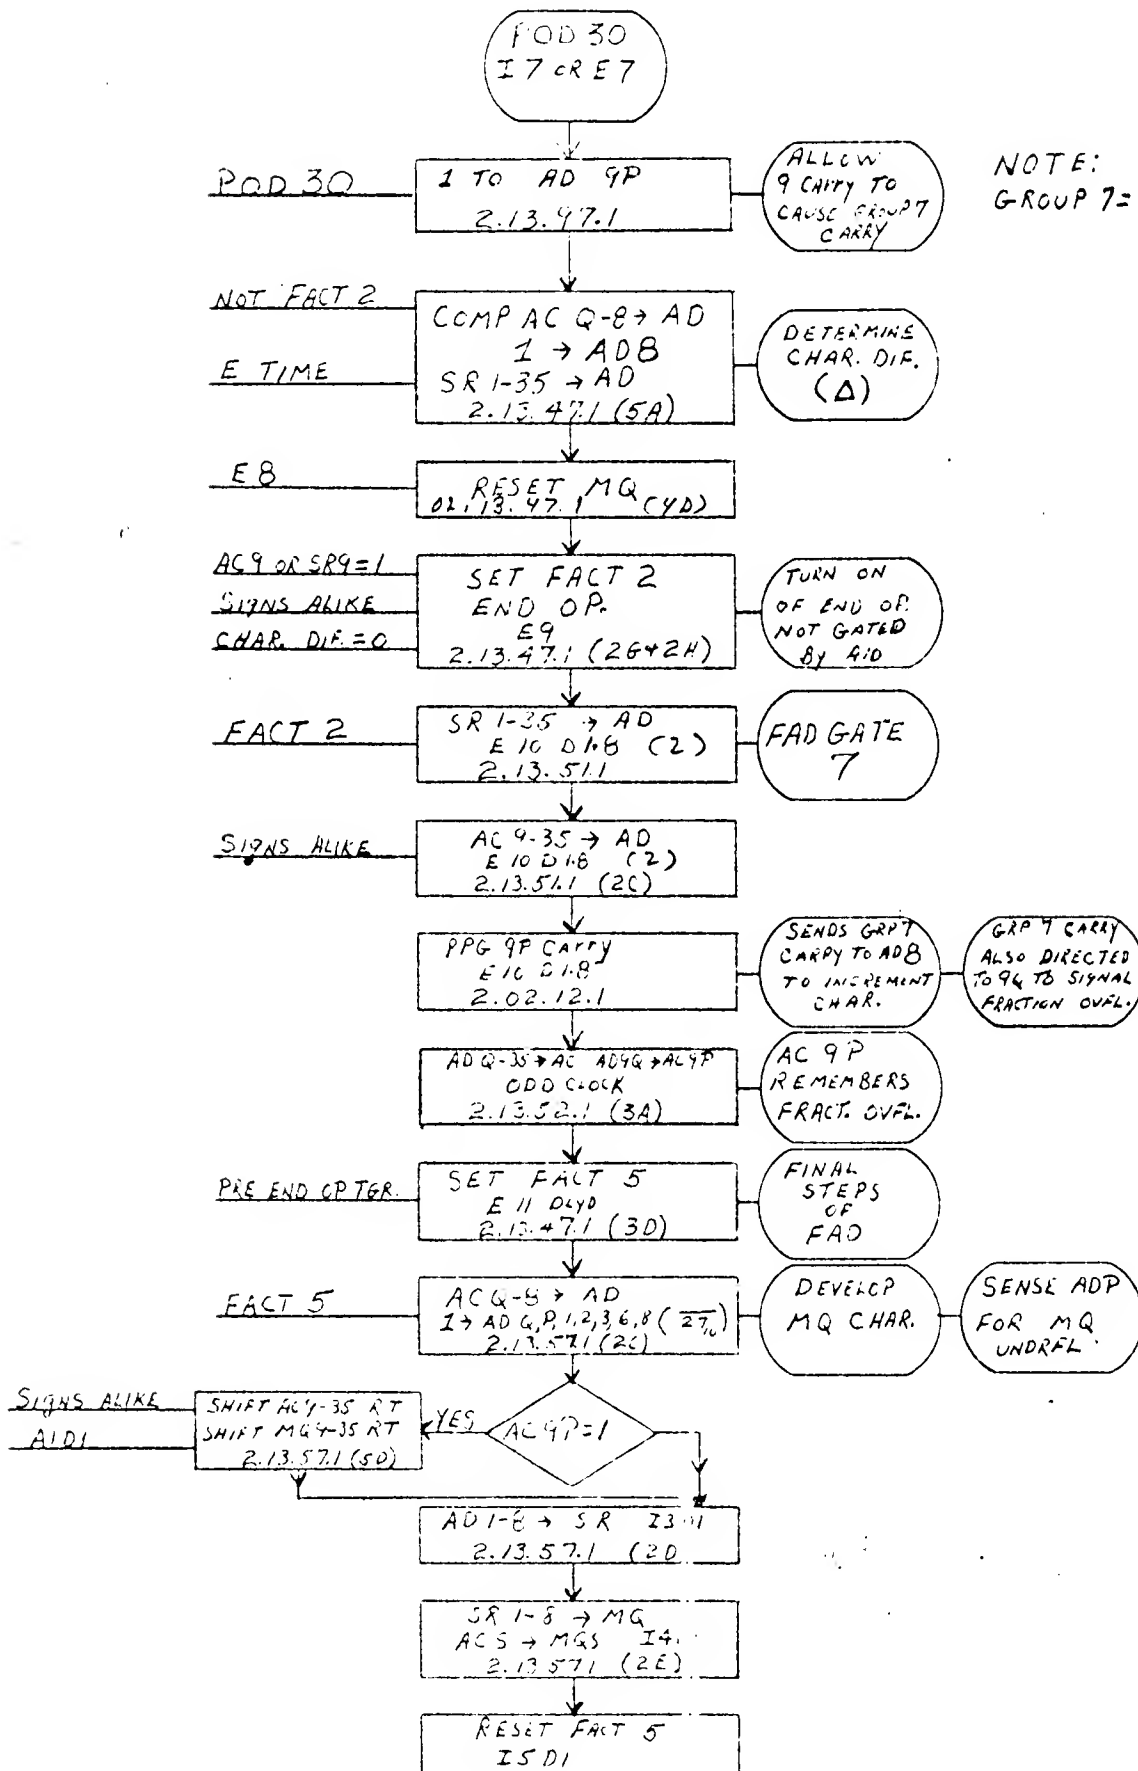 POD 30
I7 OR E7
POD 30
1 TO AD 9P
2.13.97.1
ALLOW
9 CARRY TO
CAUSE GROUP 7
CARRY
NOTE:
GROUP 7=
NOT FACT 2
E TIME
COMP AC Q-8→ AD
1 → AD8
SR 1-35 → AD
2.13.47.1 (5A)
DETERMINE
CHAR. DIF.
(Δ)
E8
RESET MQ
02.13.47.1 (4D)
AC9 OR SR9=1
SIGNS ALIKE
CHAR. DIF.=0
SET FACT 2
END OP.
E9
2.13.47.1 (2G+2H)
TURN ON
OF END OP.
NOT GATED
BY AID
FACT 2
SR 1-35 → AD
E 10 D1.8 (2)
2.13.51.1
FAD GATE
7
SIGNS ALIKE
AC 9-35 → AD
E 10 D1.8 (2)
2.13.51.1 (2C)
PPG 9P CARRY
E10 D1.8
2.02.12.1
SENDS GRP7
CARRY TO AD8
TO INCREMENT
CHAR.
GRP 7 CARRY
ALSO DIRECTED
TO 9Q TO SIGNAL
FRACTION OVFL.
ADQ-35→AC AD9Q→AC9P
ODD CLOCK
2.13.52.1 (3A)
AC 9P
REMEMBERS
FRACT. OVFL.
PRE END OP TGR.
SET FACT 5
E 11 DLYD
2.13.47.1 (3D)
FINAL
STEPS
OF
FAD
FACT 5
ACQ-8 → AD
1→ AD Q,P,1,2,3,6,8 (27₁₀)
2.13.57.1 (2C)
DEVELOP
MQ CHAR.
SENSE ADP
FOR MQ
UNDRFL.
SIGNS ALIKE
AID1
SHIFT AC9-35 RT
SHIFT MQ9-35 RT
2.13.57.1 (5D)
YES
AC9P=1
AD1-8 → SR I3 D1
2.13.57.1 (2D
SR 1-8 → MQ
ACS → MQS I4.
2.13.57.1 (2E)
RESET FACT 5
I5 D1